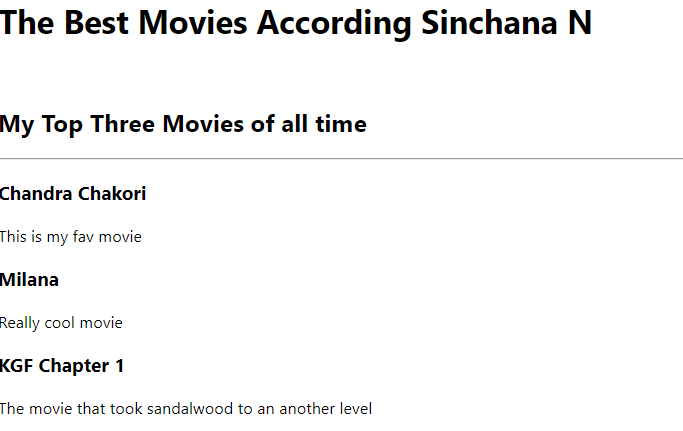 The Best Movies According Sinchana N
My Top Three Movies of all time
Chandra Chakori
This is my fav movie
Milana
Really cool movie
KGF Chapter 1
The movie that took sandalwood to an another level